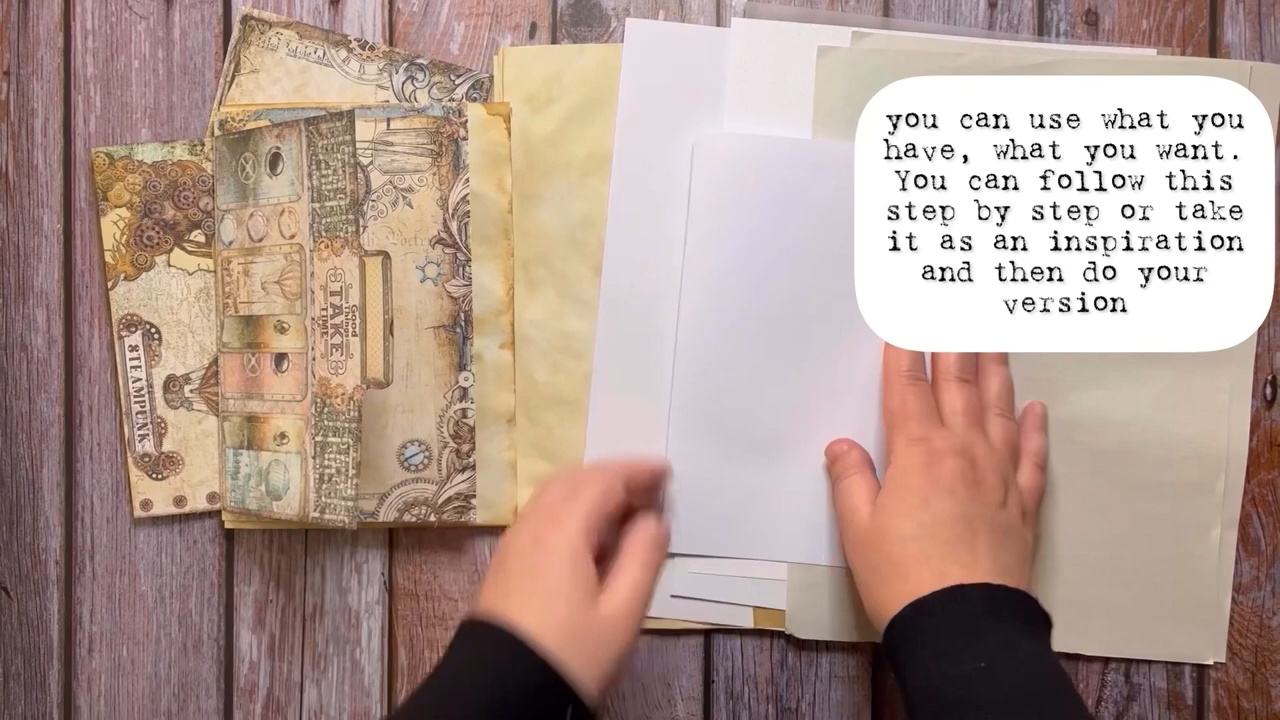 you can use what you
have, what you want.
You can follow this
step by step or take
it as an inspiration
and then do your
version
Good
Things
TAKE
TIME
STEAMPUNK